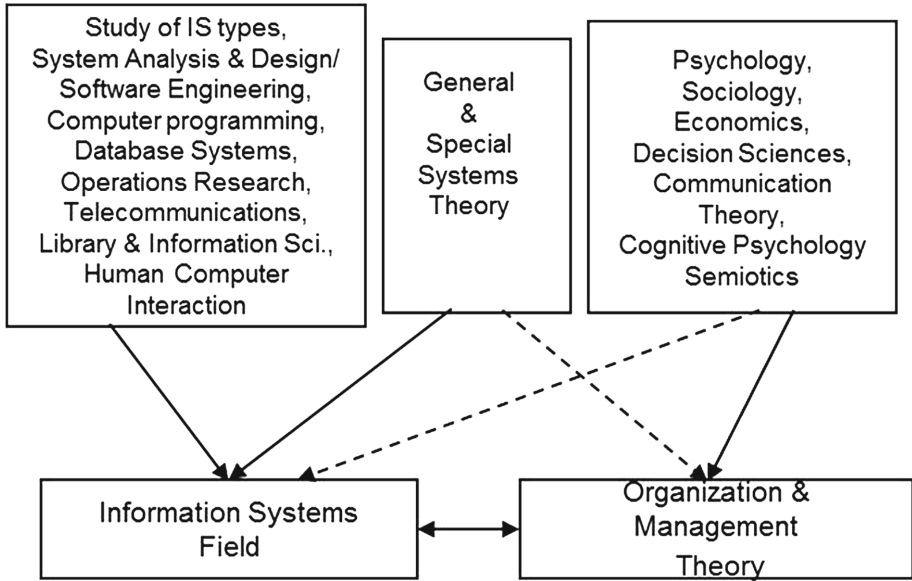 Study of IS types,
System Analysis & Design/
Software Engineering,
Computer programming,
Database Systems,
Operations Research,
Telecommunications,
Library & Information Sci.,
Human Computer
Interaction
General
&
Special
Systems
Theory
Psychology,
Sociology,
Economics,
Decision Sciences,
Communication
Theory,
Cognitive Psychology
Semiotics
Information Systems
Field
Organization &
Management
Theory